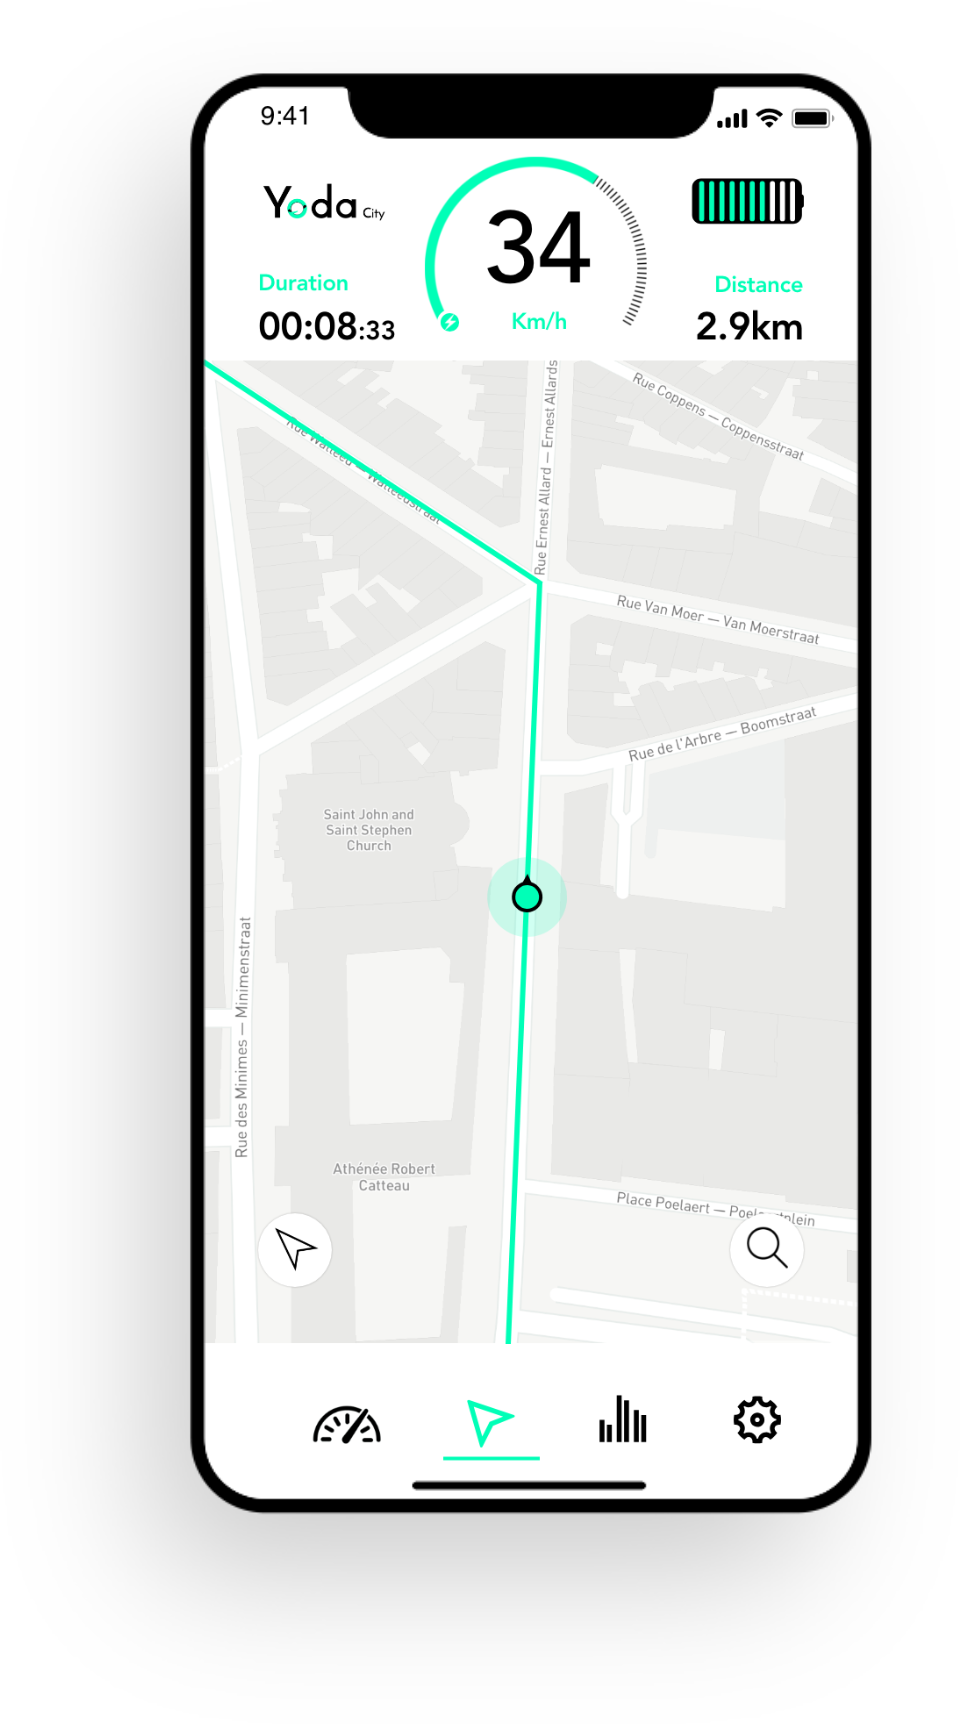 9:41
Yoda City
34
Km/h
Duration
00:08:33
Distance
2.9km
Rue Coppens — Coppensstraat
Rue Ernest Allard — Ernest Allards
Rue Van Moer — Van Moerstraat
Rue de l'Arbre — Boomstraat
Saint John and
Saint Stephen
Church
Rue des Minimes — Minimenstraat
Athénée Robert
Catteau
Place Poelaert —